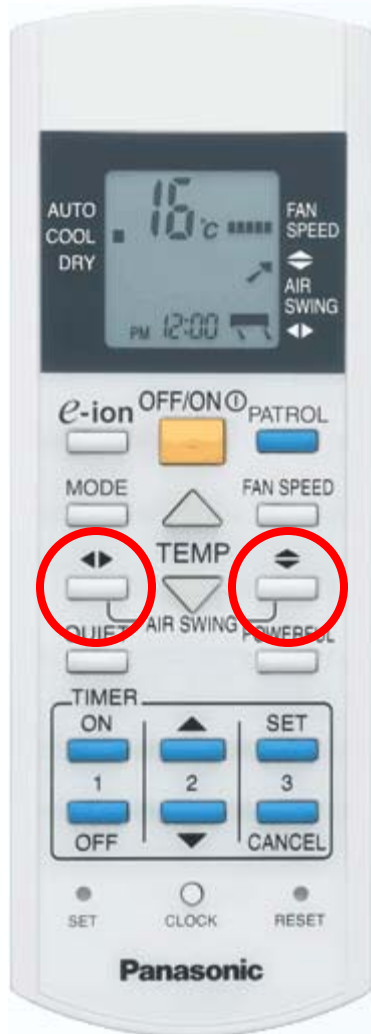 AUTO
COOL
DRY
16 °C
FAN
SPEED
AIR
SWING
PM 12:00
e-ion
OFF/ON
PATROL
MODE
FAN SPEED
TEMP
AIR SWING
QUIET
POWERFUL
TIMER
ON
SET
1
2
3
OFF
CANCEL
SET
CLOCK
RESET
Panasonic